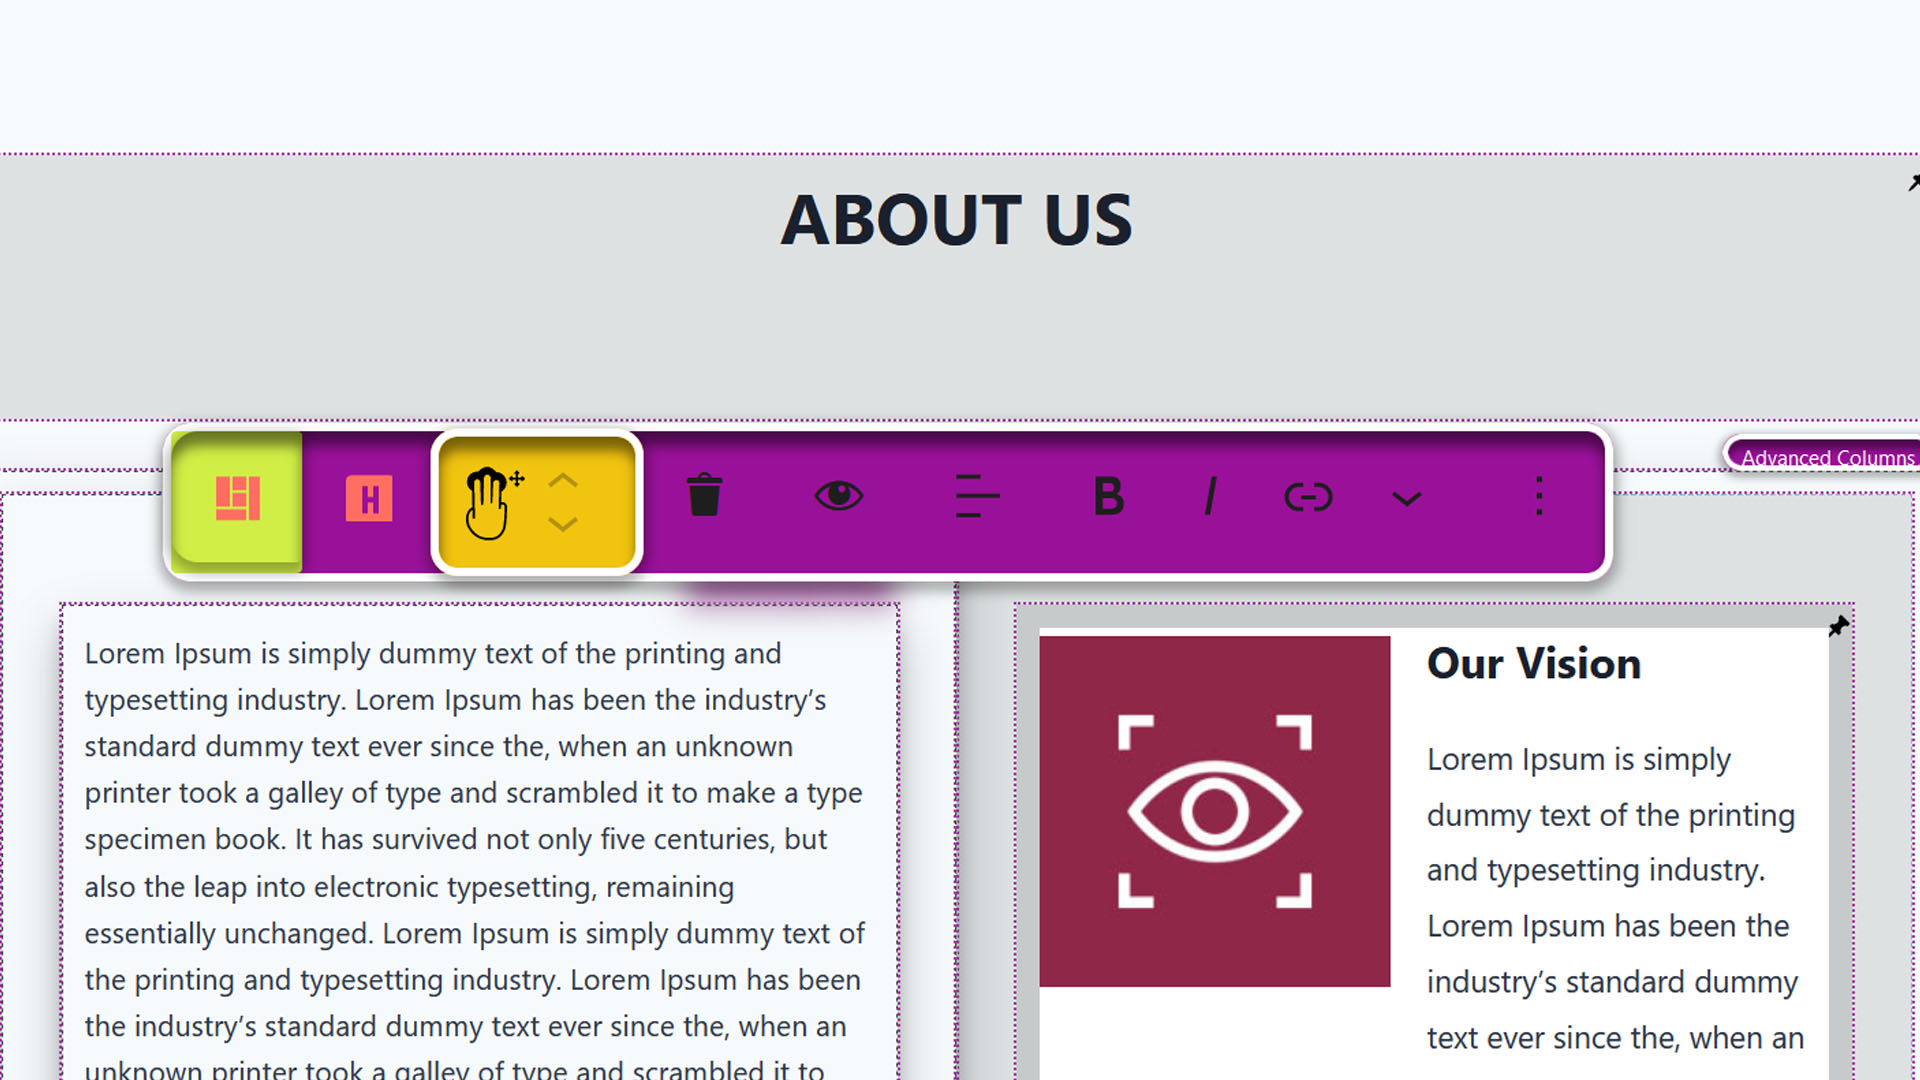 ABOUT US
H
B I
Advanced Columns
Lorem Ipsum is simply dummy text of the printing and
typesetting industry. Lorem Ipsum has been the industry’s
standard dummy text ever since the, when an unknown
printer took a galley of type and scrambled it to make a type
specimen book. It has survived not only five centuries, but
also the leap into electronic typesetting, remaining
essentially unchanged. Lorem Ipsum is simply dummy text of
the printing and typesetting industry. Lorem Ipsum has been
the industry’s standard dummy text ever since the, when an
unknown printer took a galley of type and scrambled it to
Our Vision
Lorem Ipsum is simply
dummy text of the printing
and typesetting industry.
Lorem Ipsum has been the
industry’s standard dummy
text ever since the, when an